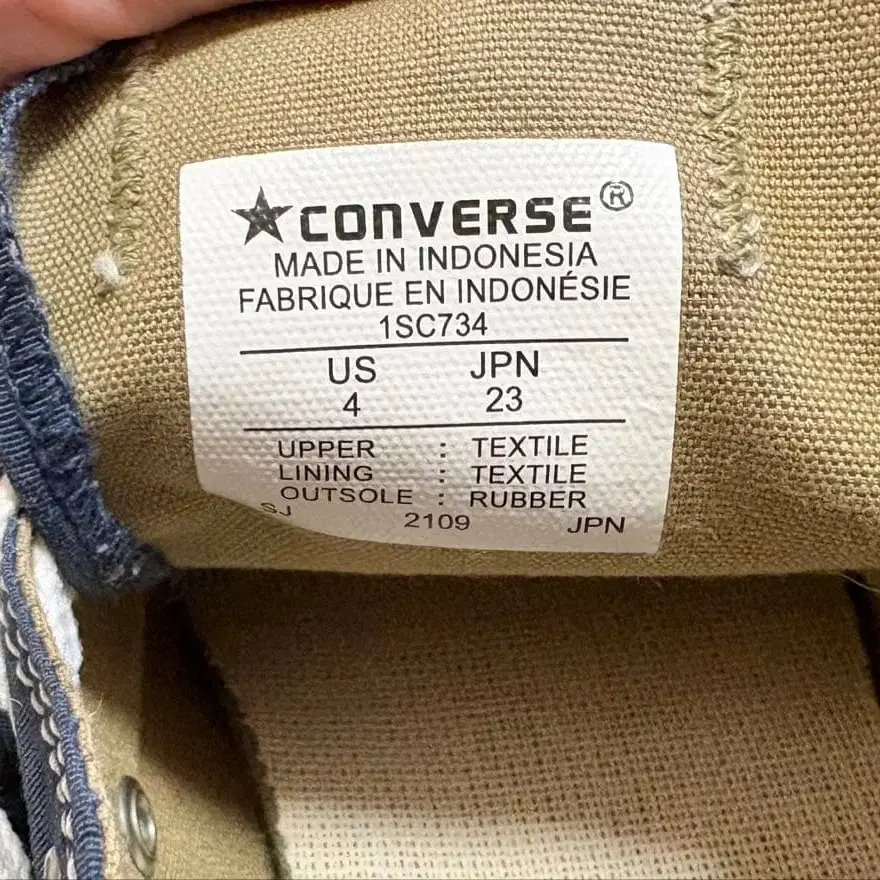 CONVERSE®
MADE IN INDONESIA
FABRIQUE EN INDONÉSIE
1SC734
US JPN
4 23
UPPER : TEXTILE
LINING : TEXTILE
OUTSOLE : RUBBER
SJ 2109 JPN